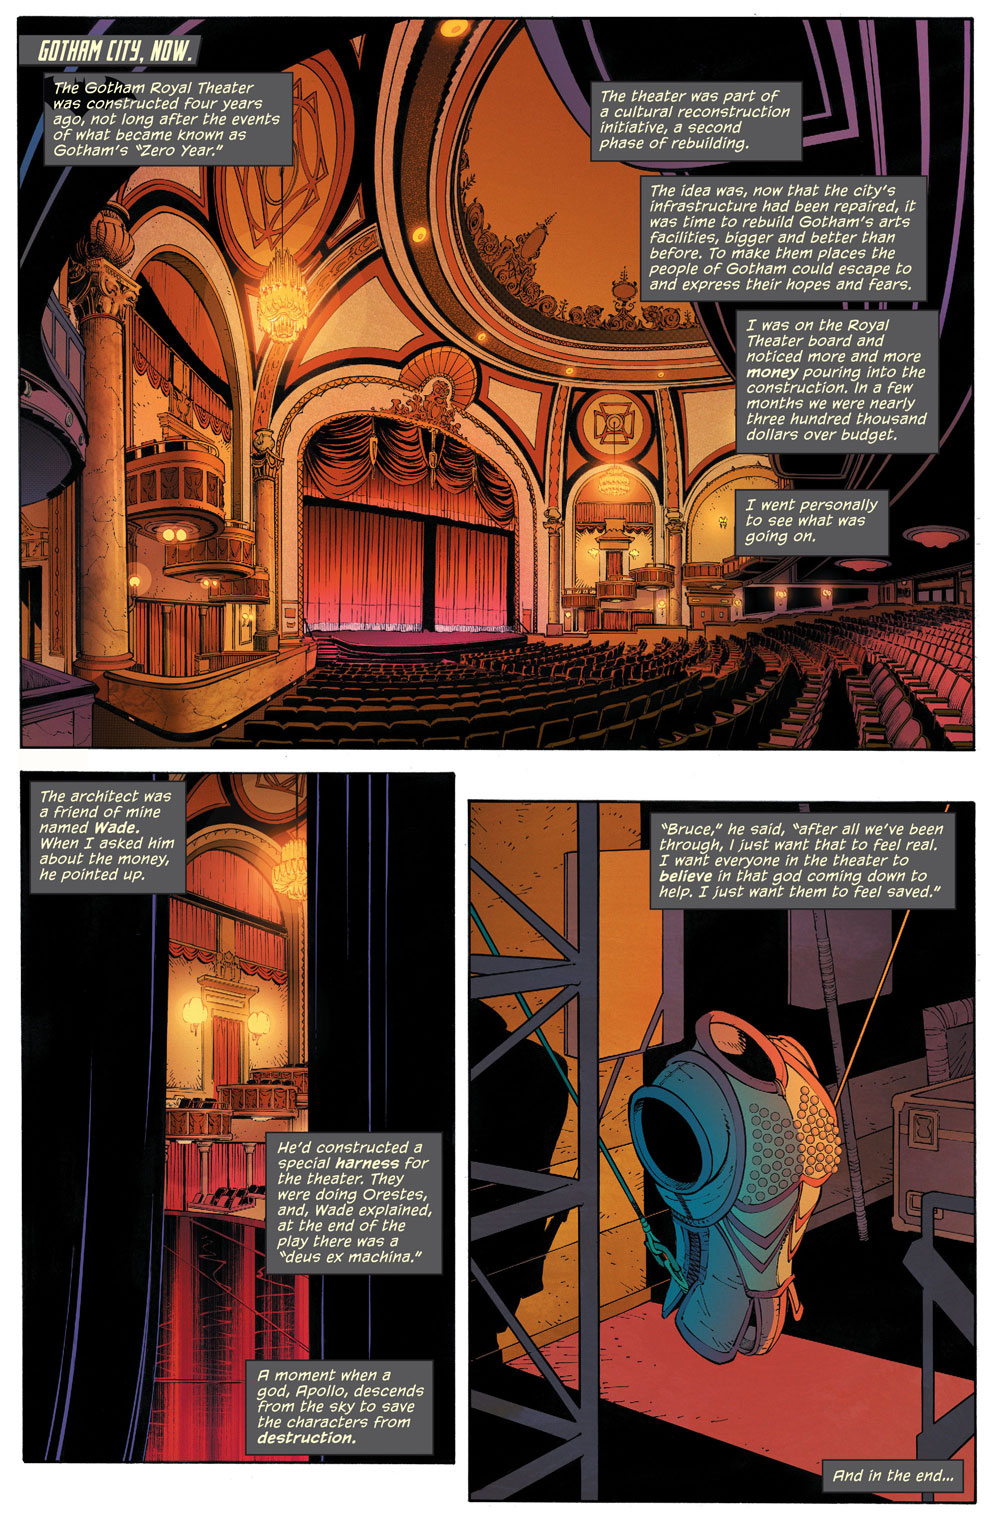 GOTHAM CITY, NOW.
The Gotham Royal Theater
was constructed four years
ago, not long after the events
of what became known as
Gotham's "Zero Year."
The theater was part of
a cultural reconstruction
initiative, a second
phase of rebuilding.
The idea was, now that the city's
infrastructure had been repaired, it
was time to rebuild Gotham's arts
facilities, bigger and better than
before. To make them places the
people of Gotham could escape to
and express their hopes and fears.
I was on the Royal
Theater board and
noticed more and more
money pouring into the
construction. In a few
months we were nearly
three hundred thousand
dollars over budget.
I went personally
to see what was
going on.
The architect was
a friend of mine
named Wade.
When I asked him
about the money,
he pointed up.
He'd constructed a
special harness for
the theater. They
were doing Orestes,
and, Wade explained,
at the end of the
play there was a
"deus ex machina."
A moment when a
god, Apollo, descends
from the sky to save
the characters from
destruction.
"Bruce," he said, "after all we've been
through, I just want that to feel real.
I want everyone in the theater to
believe in that god coming down to
help. I just want them to feel saved."
And in the end...